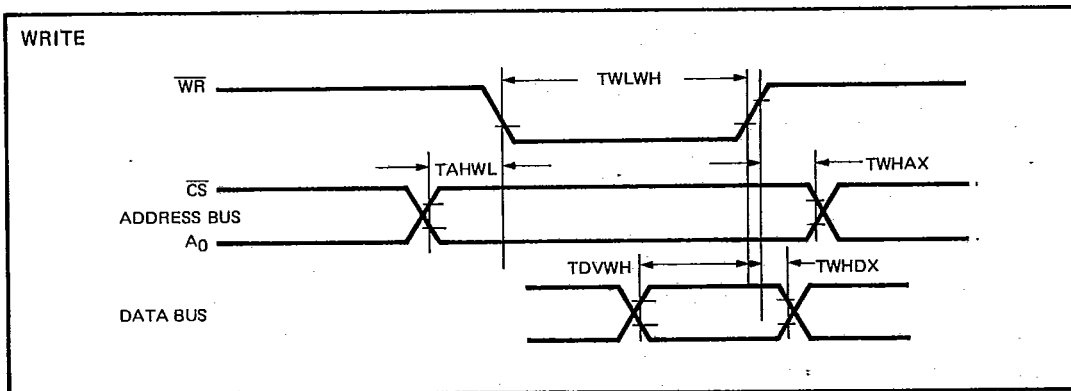 WRITE
WR
TWLWH
TAHWL
TWHAX
CS
ADDRESS BUS
A0
TDVWH
TWHDX
DATA BUS